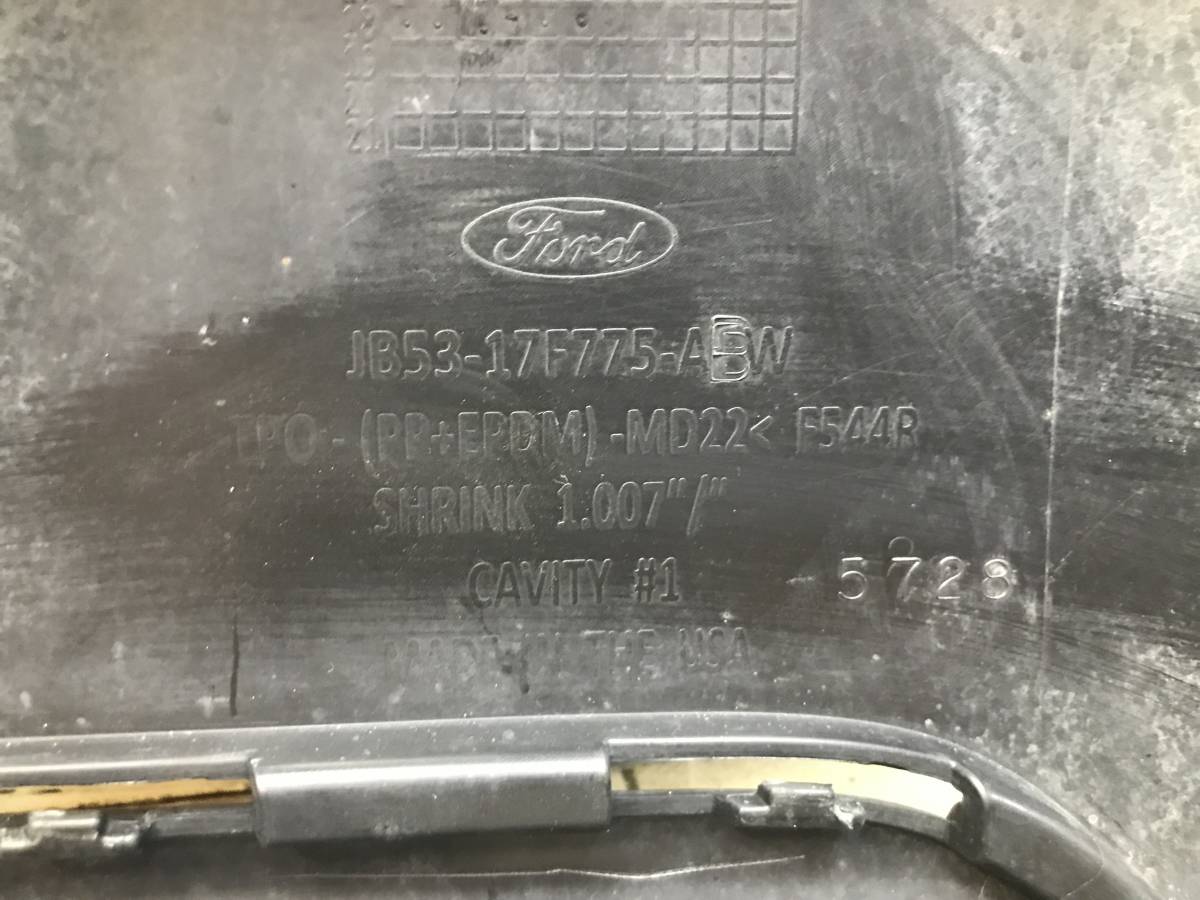 21
Ford
JB53-17F775-ABW
TPO - (PP+EPDM) -MD22< F544R
SHRINK 1.007"/"
CAVITY #1
5728
MADE IN THE USA